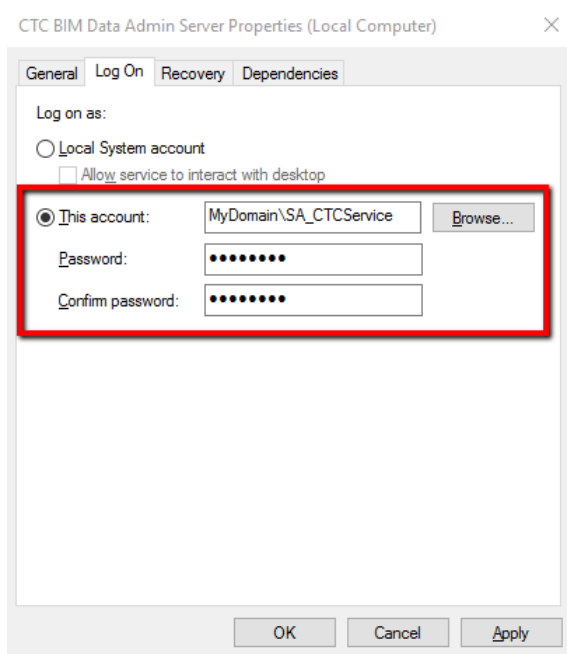 CTC BIM Data Admin Server Properties (Local Computer)
General Log On Recovery Dependencies
Log on as:
Local System account
Allow service to interact with desktop
This account: MyDomain\SA_CTCService Browse...
Password: ••••••••
Confirm password: ••••••••
OK Cancel Apply